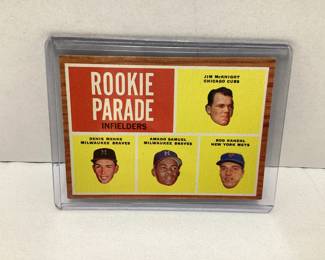 ROOKIE
PARADE
INFIELDERS
JIM McKNIGHT
CHICAGO CUBS
DENIS MENKE
MILWAUKEE BRAVES
AMADO SAMUEL
MILWAUKEE BRAVES
ROD KANEHL
NEW YORK METS
M
M